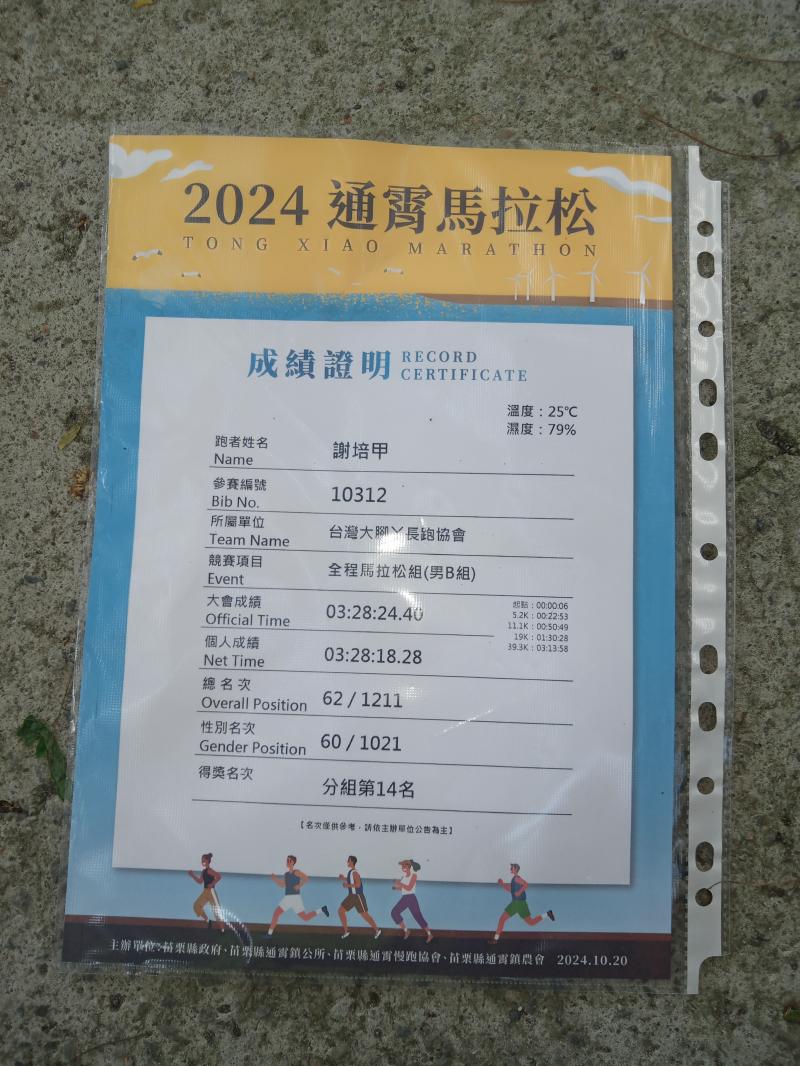 2024 通霄馬拉松
TONG XIAO MARATHON
成績證明 RECORD CERTIFICATE
溫度：25℃
濕度：79%
跑者姓名
Name
謝培甲
參賽編號
Bib No.
10312
所屬單位
Team Name
台灣大腳丫長跑協會
競賽項目
Event
全程馬拉松組(男B組)
大會成績
Official Time
03:28:24.40
起點：00:00:06
5.2K：00:22:53
11.1K：00:50:49
19K：01:30:28
39.3K：03:13:58
個人成績
Net Time
03:28:18.28
總名次
Overall Position
62 / 1211
性別名次
Gender Position
60 / 1021
得獎名次
分組第14名
【名次僅供參考，請依主辦單位公告為主】
主辦單位：苗栗縣政府、苗栗縣通霄鎮公所、苗栗縣通霄慢跑協會、苗栗縣通霄鎮農會 2024.10.20